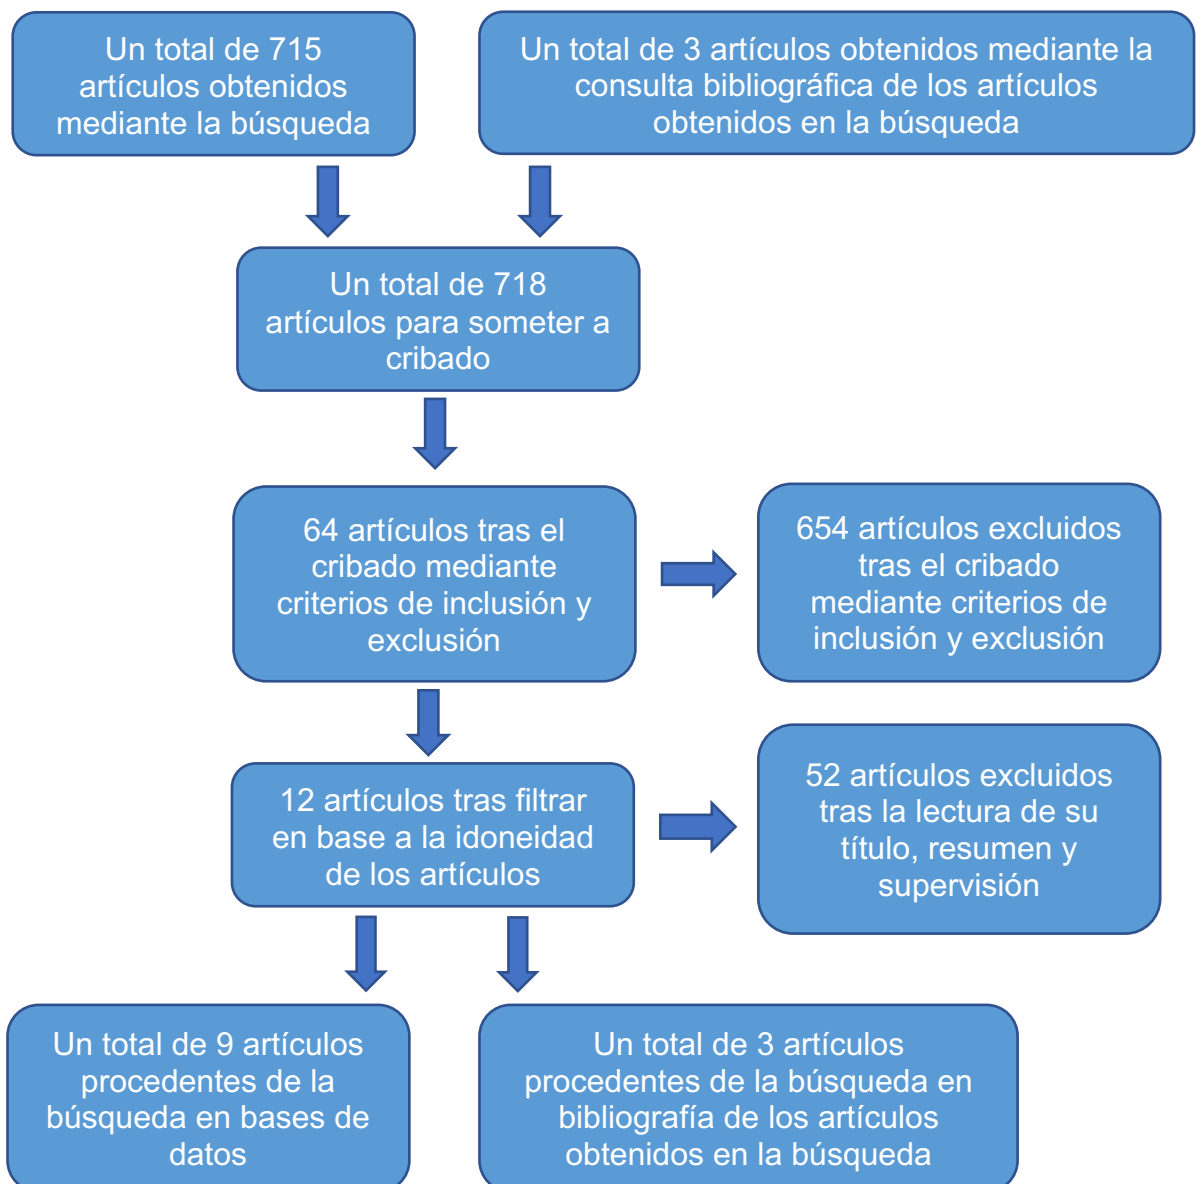 Un total de 715
artículos obtenidos
mediante la búsqueda
Un total de 3 artículos obtenidos mediante la
consulta bibliográfica de los artículos
obtenidos en la búsqueda
Un total de 718
artículos para someter a
cribado
64 artículos tras el
cribado mediante
criterios de inclusión y
exclusión
654 artículos excluidos
tras el cribado
mediante criterios de
inclusión y exclusión
12 artículos tras filtrar
en base a la idoneidad
de los artículos
52 artículos excluidos
tras la lectura de su
título, resumen y
supervisión
Un total de 9 artículos
procedentes de la
búsqueda en bases de
datos
Un total de 3 artículos
procedentes de la búsqueda en
bibliografía de los artículos
obtenidos en la búsqueda